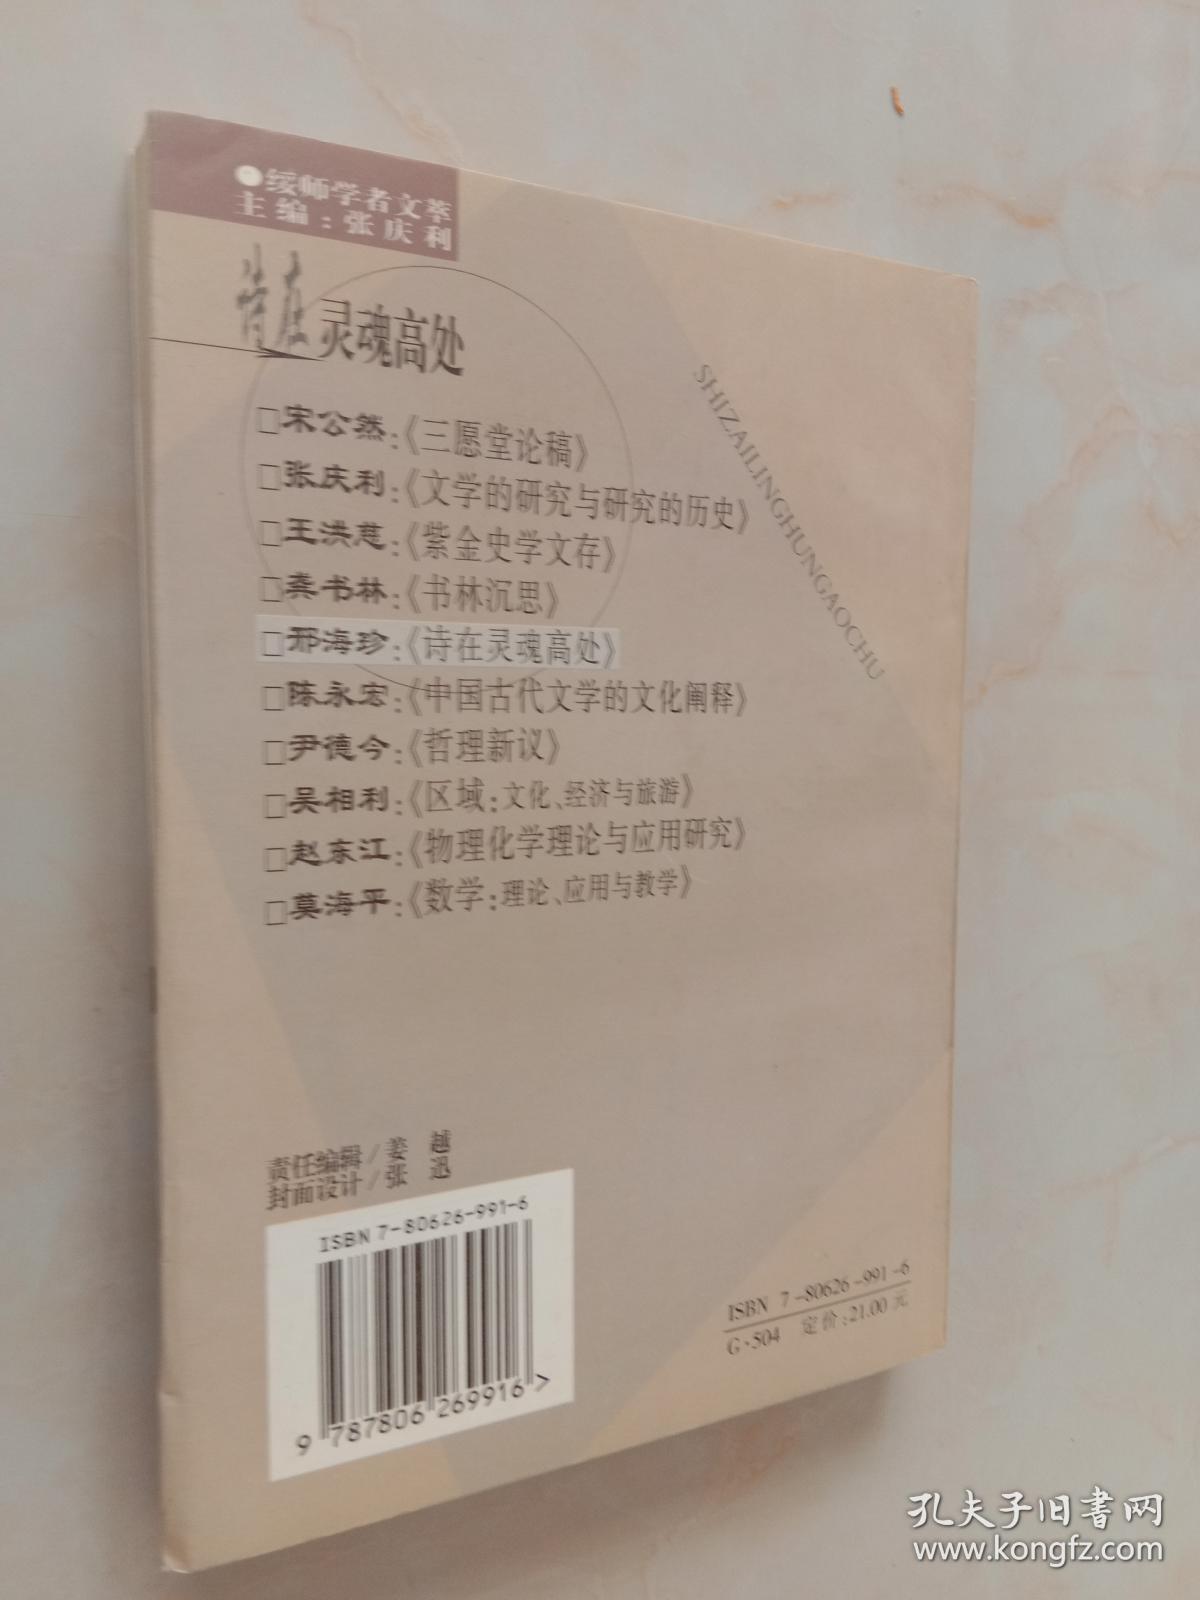 绥师学者文萃
主编：张庆利
诗在灵魂高处
SHIZAILINGHUNGAOCHU
□宋公然：《三愿堂论稿》
□张庆利：《文学的研究与研究的历史》
□王洪慈：《紫金史学文存》
□龚书林：《书林沉思》
□邢海珍：《诗在灵魂高处》
□陈永宏：《中国古代文学的文化阐释》
□尹德今：《哲理新议》
□吴相利：《区域：文化、经济与旅游》
□赵东江：《物理化学理论与应用研究》
□莫海平：《数学：理论、应用与教学》
责任编辑/姜 越
封面设计/张 迅
ISBN 7-80626-991-6
9 787806 269916 >
ISBN 7-80626-991-6
G·504 定价：21.00元
孔夫子旧书网
www.kongfz.com